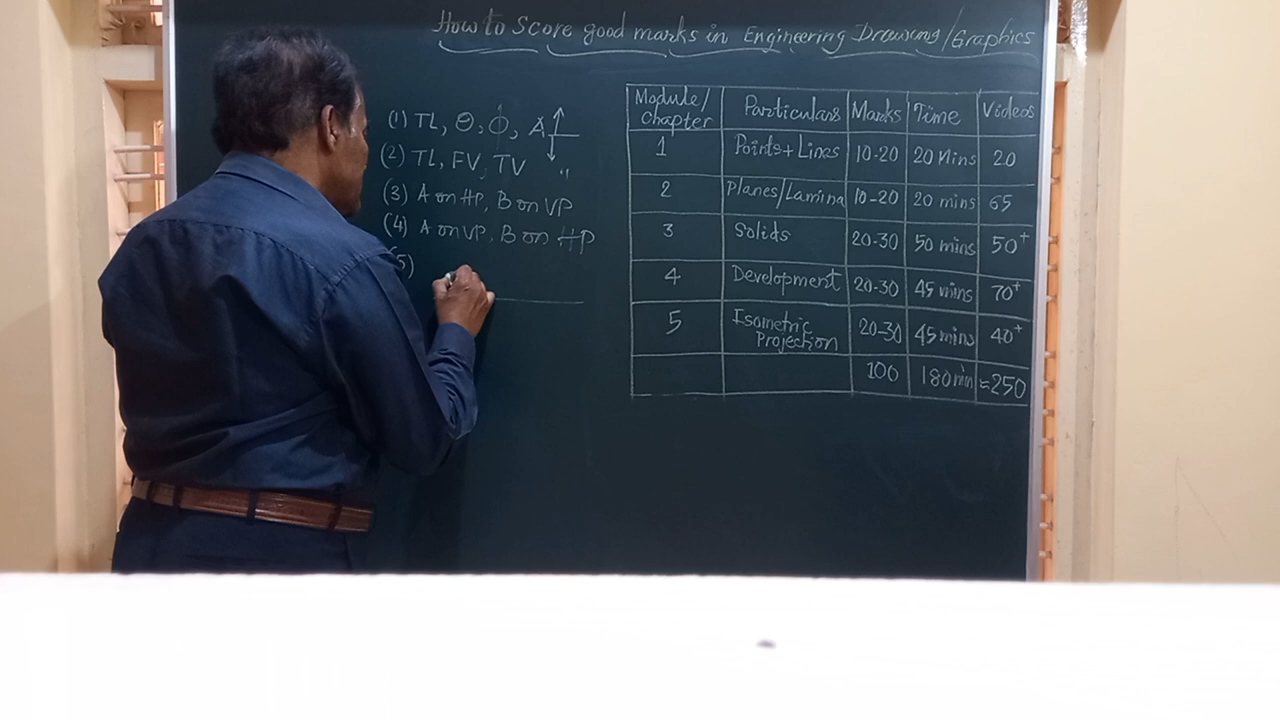 How to Score good marks in Engineering Drawing/Graphics
(1) TL, θ, ϕ, A
(2) TL, FV, TV "
(3) A on HP, B on VP
(4) A on VP, B on HP
5)
Module/Chapter Particulars Marks Time Videos
1 Points+Lines 10-20 20 Mins 20
2 Planes/Lamina 10-20 20 mins 65
3 Solids 20-30 50 mins 50+
4 Development 20-30 45 mins 70+
5 Isometric Projection 20-30 45 mins 40+
100 180 min ≈250